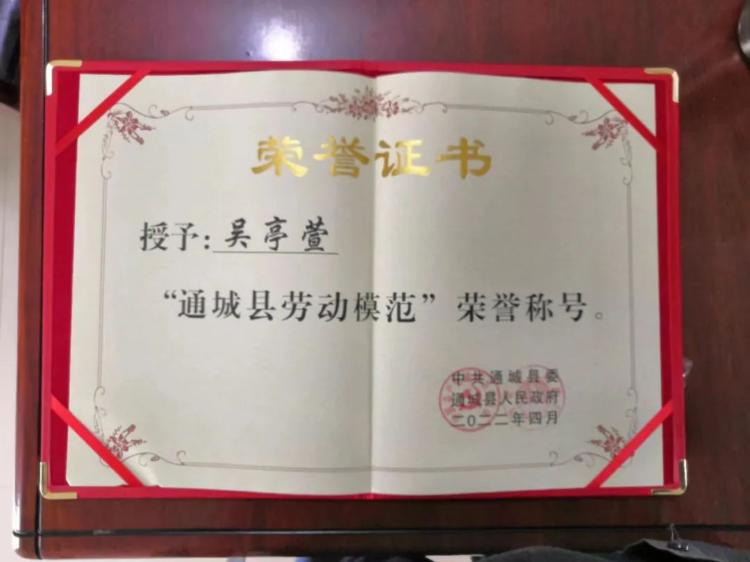 荣誉证书
授予：吴亭萱
“通城县劳动模范”荣誉称号。
中共通城县委
通城县人民政府
二〇二二年四月